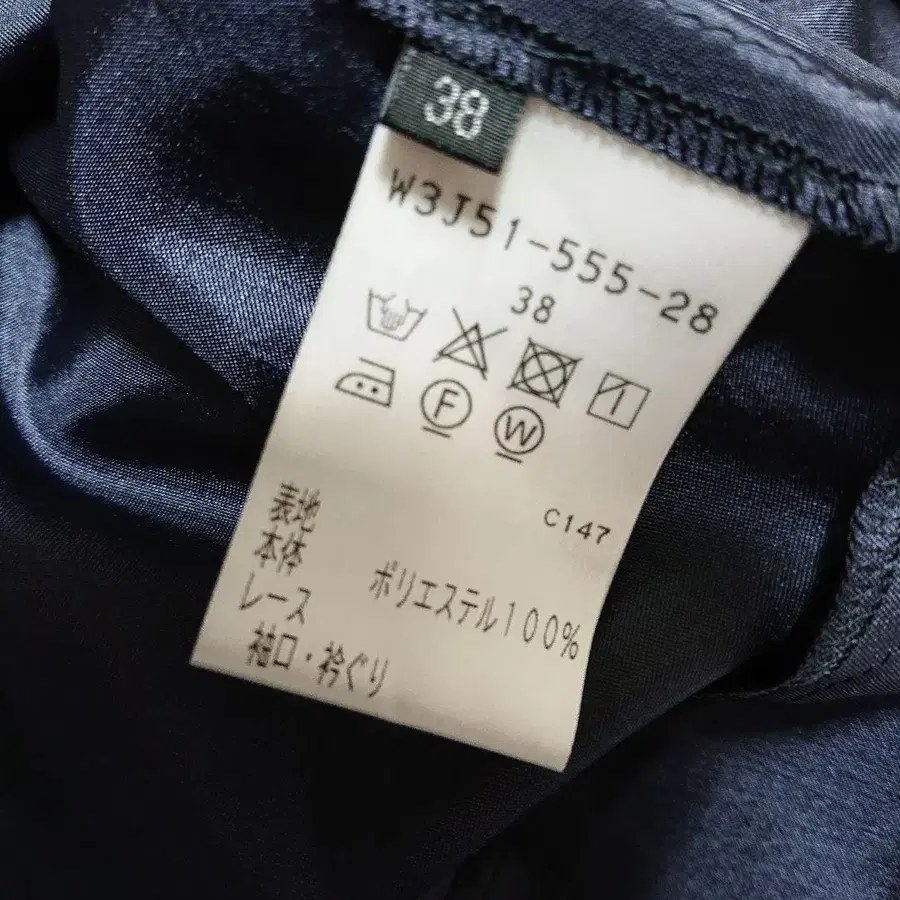 38
W3J51-555-28
38
F
W
C147
表地
本体 ポリエステル100%
レース
袖口・衿ぐり